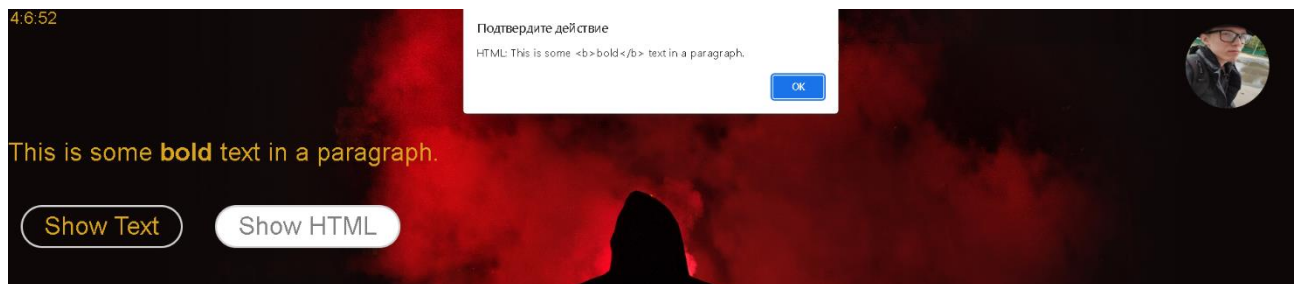 4:6:52
Подтвердите действие
HTML: This is some <b>bold</b> text in a paragraph.
ОК
This is some bold text in a paragraph.
Show Text
Show HTML